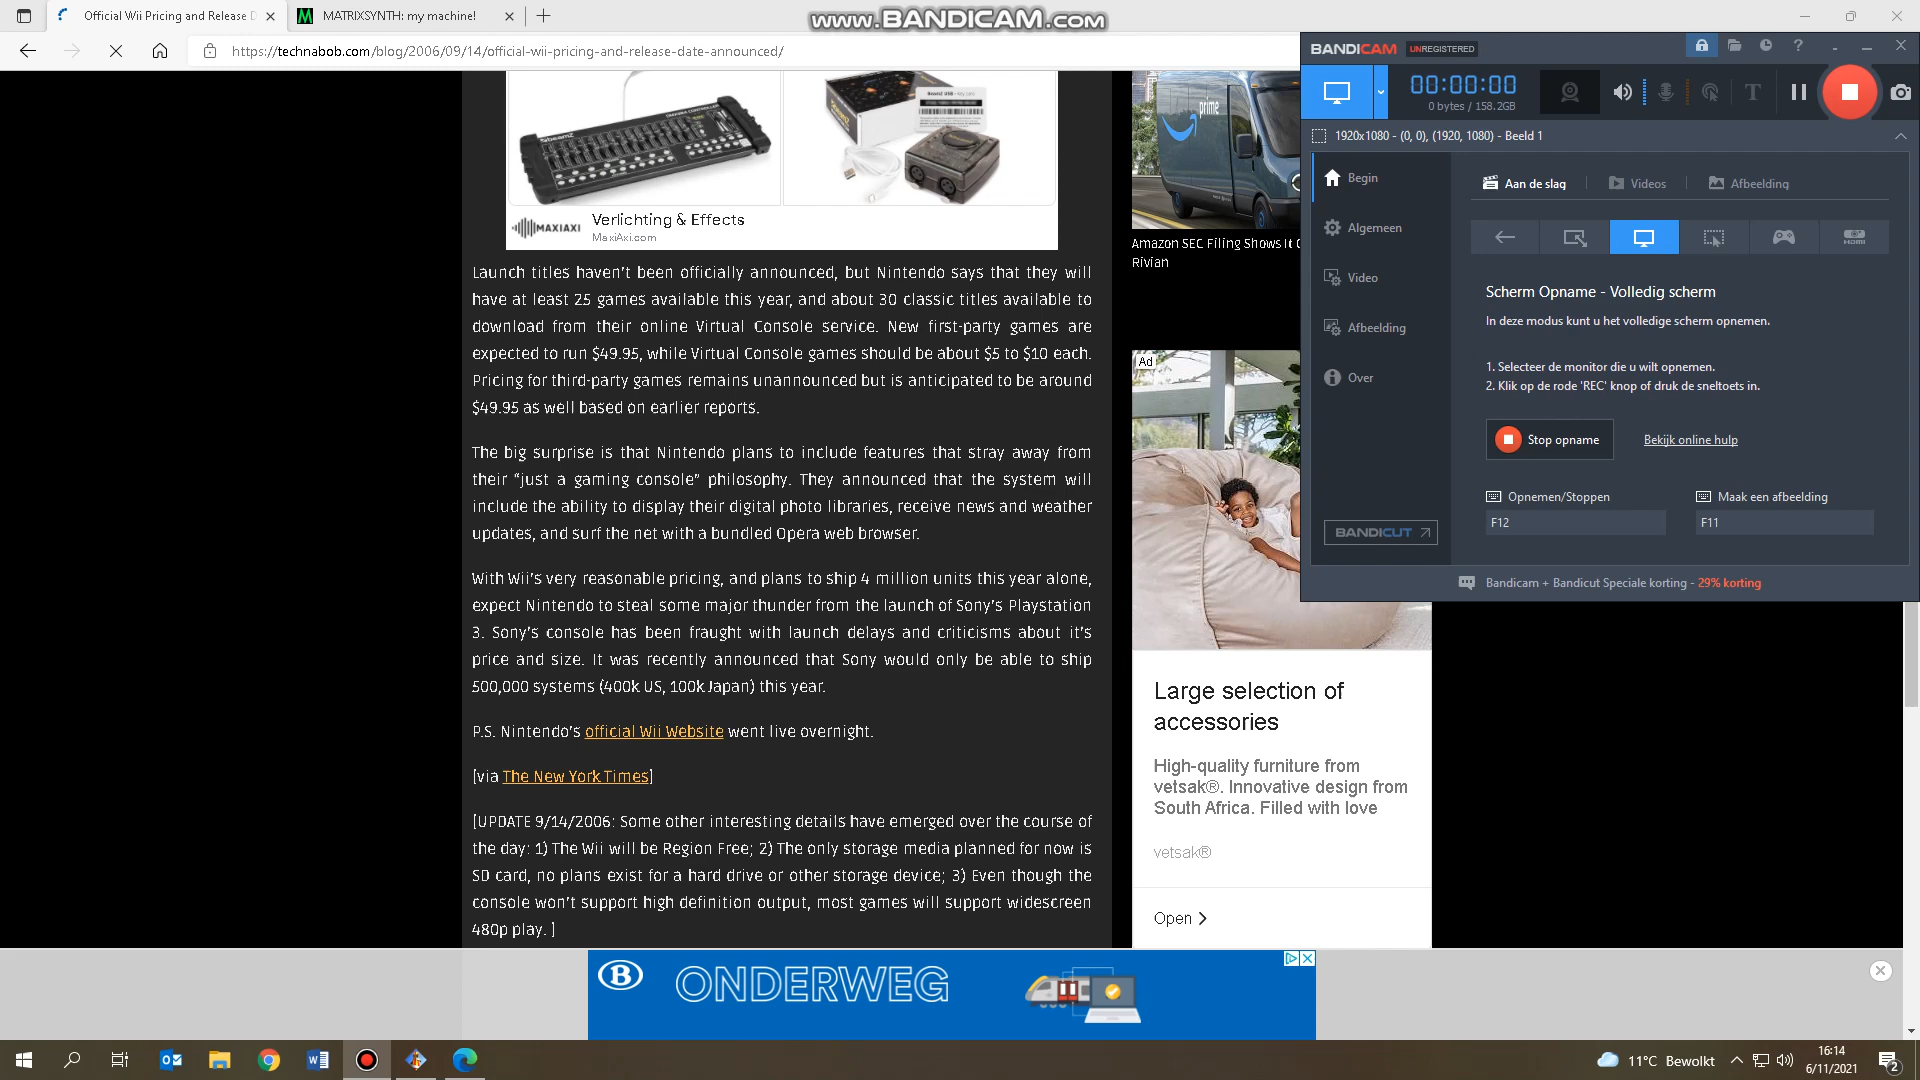 Official Wii Pricing and Release D
MATRIXSYNTH: my machine!
www.BANDICAM.com
https://technabob.com/blog/2006/09/14/official-wii-pricing-and-release-date-announced/
BANDICAM UNREGISTERED
00:00:00
0 bytes / 158.2GB
1920x1080 - (0, 0), (1920, 1080) - Beeld 1
Begin
Algemeen
Video
Afbeelding
Over
BANDICUT
Aan de slag
Videos
Afbeelding
HDMI
Scherm Opname - Volledig scherm
In deze modus kunt u het volledige scherm opnemen.
1. Selecteer de monitor die u wilt opnemen.
2. Klik op de rode 'REC' knop of druk de sneltoets in.
Stop opname
Bekijk online hulp
Opnemen/Stoppen
Maak een afbeelding
F12
F11
Bandicam + Bandicut Speciale korting - 29% korting
MAXIAXI
Verlichting & Effects
MaxiAxi.com
Launch titles haven't been officially announced, but Nintendo says that they will
have at least 25 games available this year, and about 30 classic titles available to
download from their online Virtual Console service. New first-party games are
expected to run $49.95, while Virtual Console games should be about $5 to $10 each.
Pricing for third-party games remains unannounced but is anticipated to be around
$49.95 as well based on earlier reports.
The big surprise is that Nintendo plans to include features that stray away from
their “just a gaming console” philosophy. They announced that the system will
include the ability to display their digital photo libraries, receive news and weather
updates, and surf the net with a bundled Opera web browser.
With Wii's very reasonable pricing, and plans to ship 4 million units this year alone,
expect Nintendo to steal some major thunder from the launch of Sony's Playstation
3. Sony's console has been fraught with launch delays and criticisms about it's
price and size. It was recently announced that Sony would only be able to ship
500,000 systems (400k US, 100k Japan) this year.
P.S. Nintendo's official Wii Website went live overnight.
[via The New York Times]
[UPDATE 9/14/2006: Some other interesting details have emerged over the course of
the day: 1) The Wii will be Region Free; 2) The only storage media planned for now is
SD card, no plans exist for a hard drive or other storage device; 3) Even though the
console won't support high definition output, most games will support widescreen
480p play. ]
prime
Amazon SEC Filing Shows It
Rivian
Ad
Large selection of
accessories
High-quality furniture from
vetsak®. Innovative design from
South Africa. Filled with love
vetsak®
Open
B
ONDERWEG
11°C Bewolkt
16:14
6/11/2021
2